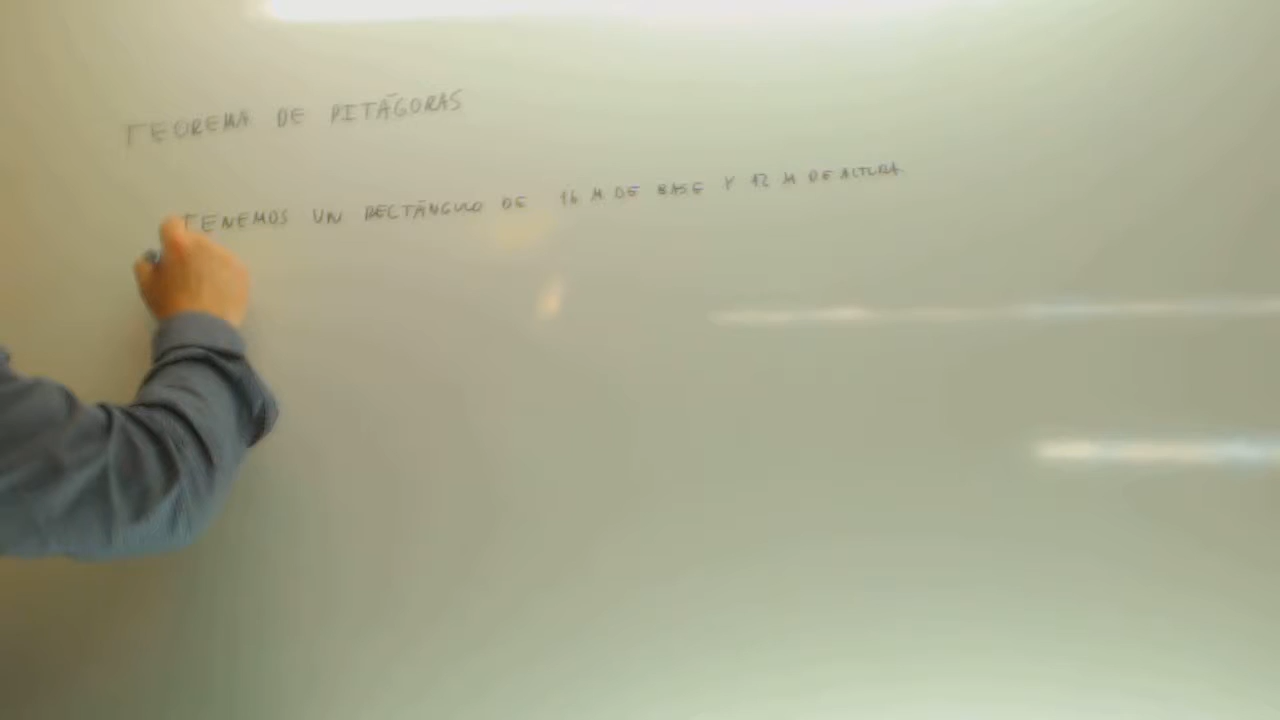 TEOREMA DE PITÁGORAS
TENEMOS UN RECTÁNGULO DE 16 M DE BASE Y 12 M DE ALTURA